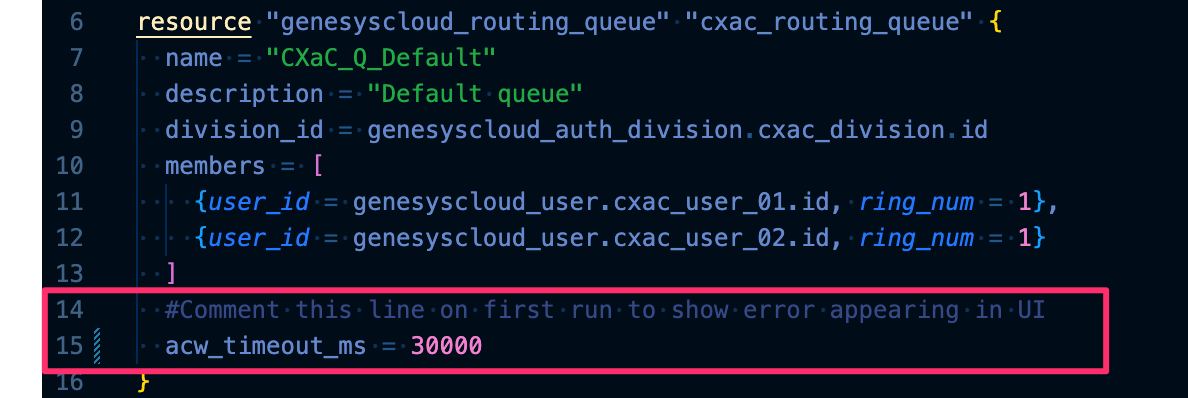 6 resource "genesyscloud_routing_queue" "cxac_routing_queue" {
7 name = "CXaC_Q_Default"
8 description = "Default queue"
9 division_id = genesyscloud_auth_division.cxac_division.id
10 members = [
11 {user_id = genesyscloud_user.cxac_user_01.id, ring_num = 1},
12 {user_id = genesyscloud_user.cxac_user_02.id, ring_num = 1}
13 ]
14 #Comment this line on first run to show error appearing in UI
15 acw_timeout_ms = 30000
16 }